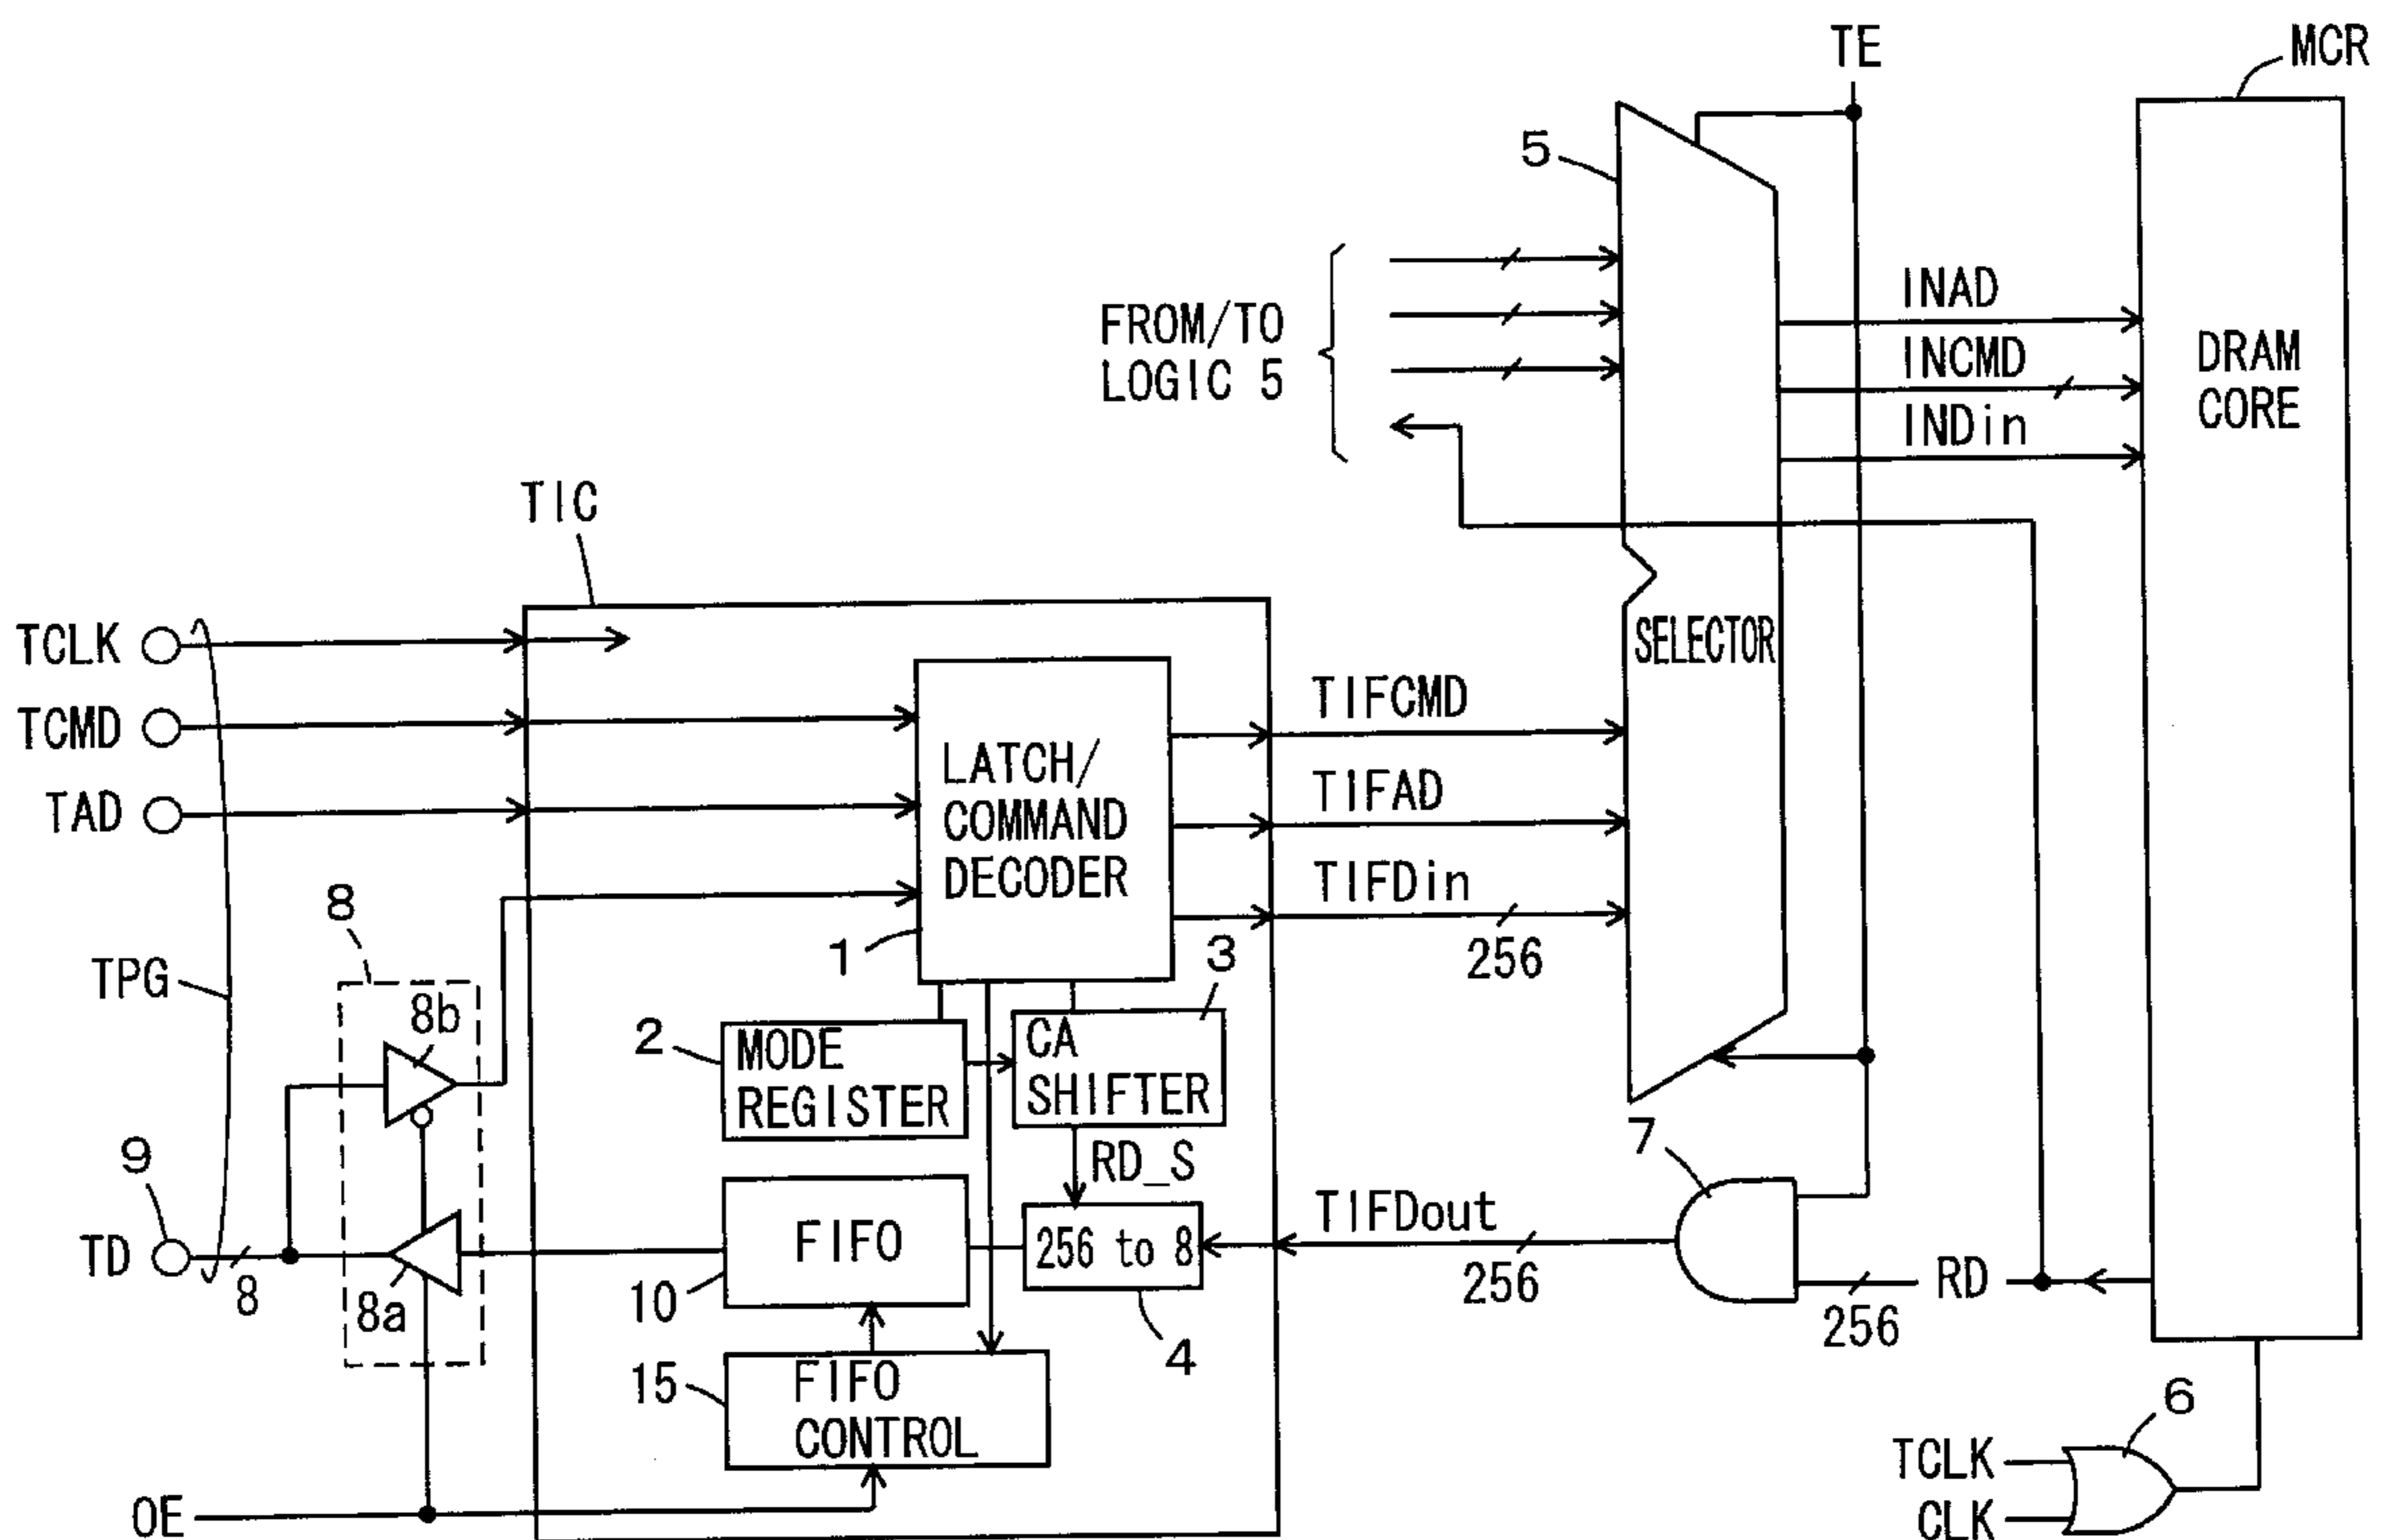 TE
MCR
5
FROM/TO
LOGIC 5
INAD
INCMD
INDin
DRAM
CORE
TIC
SELECTOR
TCLK
TCMD
TAD
LATCH/
COMMAND
DECODER
TIFCMD
TIFAD
TIFDin
256
1
3
8
8b
TPG
2
MODE
REGISTER
CA
SHIFTER
RD_S
7
9
TD
8
8a
FIFO
10
256 to 8
4
TIFDout
256
RD
256
15
FIFO
CONTROL
OE
6
TCLK
CLK